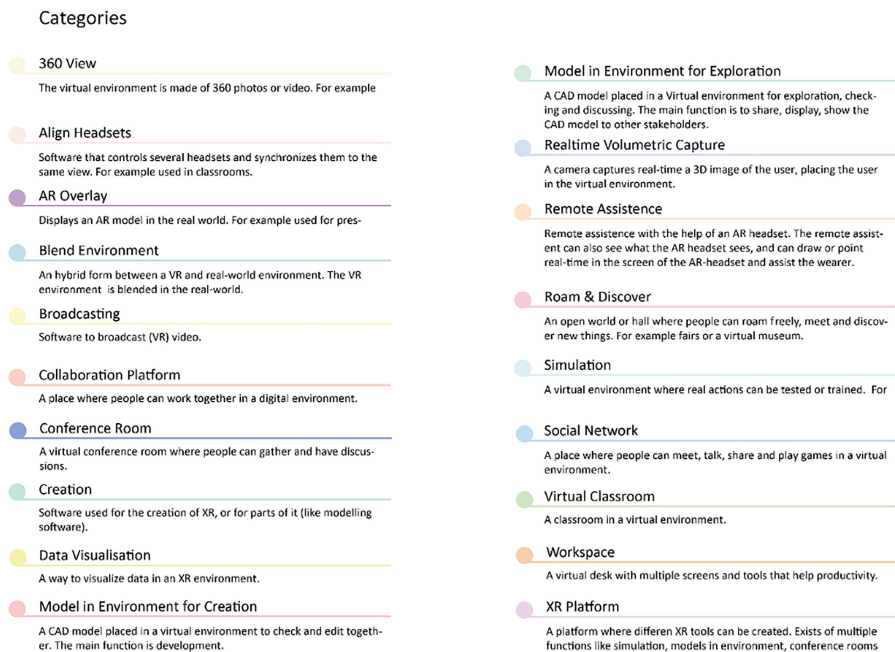 Categories
360 View
The virtual environment is made of 360 photos or video. For example
Align Headsets
Software that controls several headsets and synchronizes them to the
same view. For example used in classrooms.
AR Overlay
Displays an AR model in the real world. For example used for pres-
Blend Environment
An hybrid form between a VR and real-world environment. The VR
environment is blended in the real-world.
Broadcasting
Software to broadcast (VR) video.
Collaboration Platform
A place where people can work together in a digital environment.
Conference Room
A virtual conference room where people can gather and have discus-
sions.
Creation
Software used for the creation of XR, or for parts of it (like modelling
software).
Data Visualisation
A way to visualize data in an XR environment.
Model in Environment for Creation
A CAD model placed in a virtual environment to check and edit togeth-
er. The main function is development.
Model in Environment for Exploration
A CAD model placed in a Virtual environment for exploration, check-
ing and discussing. The main function is to share, display, show the
CAD model to other stakeholders.
Realtime Volumetric Capture
A camera captures real-time a 3D image of the user, placing the user
in the virtual environment.
Remote Assistence
Remote assistence with the help of an AR headset. The remote assist-
ent can also see what the AR headset sees, and can draw or point
real-time in the screen of the AR-headset and assist the wearer.
Roam & Discover
An open world or hall where people can roam freely, meet and discov-
er new things. For example fairs or a virtual museum.
Simulation
A virtual environment where real actions can be tested or trained. For
Social Network
A place where people can meet, talk, share and play games in a virtual
environment.
Virtual Classroom
A classroom in a virtual environment.
Workspace
A virtual desk with multiple screens and tools that help productivity.
XR Platform
A platform where differen XR tools can be created. Exists of multiple
functions like simulation, models in environment, conference rooms